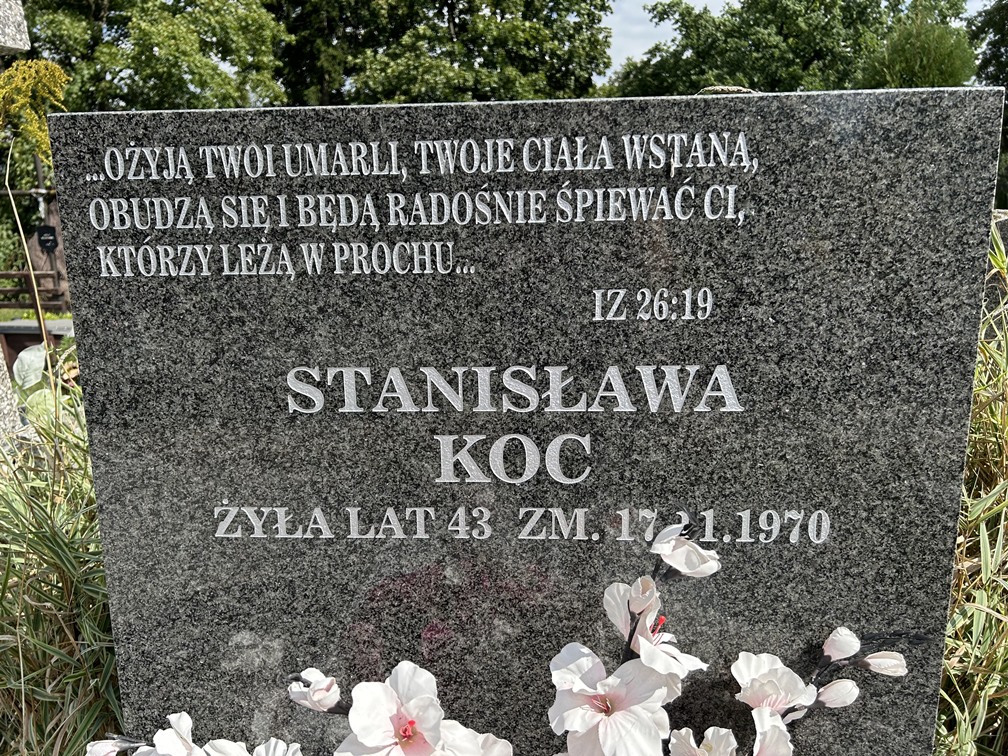 ...OŻYJĄ TWOI UMARLI, TWOJE CIAŁA WSTANĄ,
OBUDZĄ SIĘ I BĘDĄ RADOŚNIE ŚPIEWAĆ CI,
KTÓRZY LEŻĄ W PROCHU...
IZ 26:19
STANISŁAWA
KOC
ŻYŁA LAT 43 ZM.